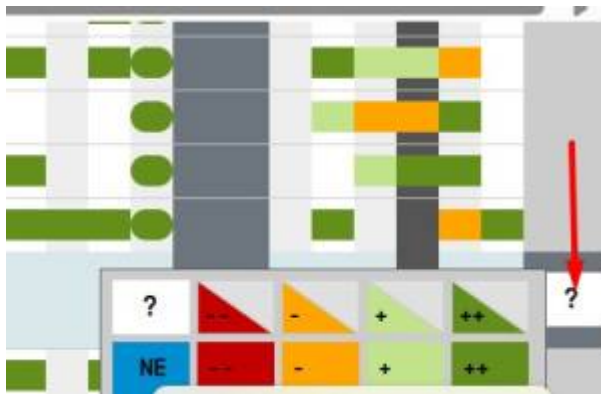 ? -- - + ++ ?
NE -- - + ++